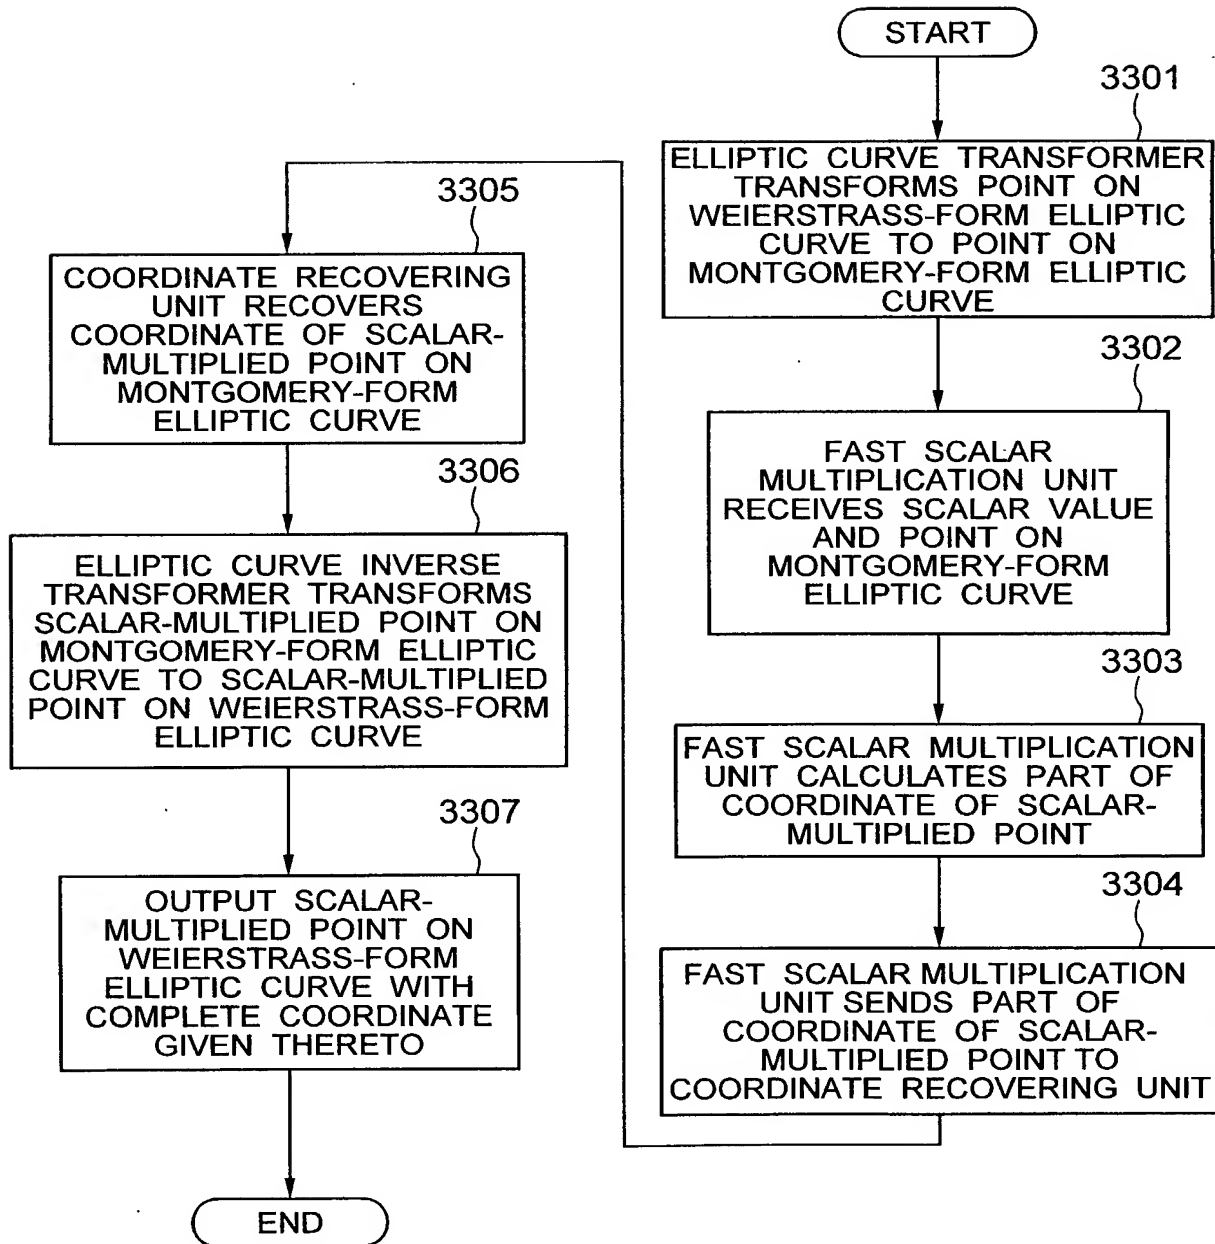 START
3301
ELLIPTIC CURVE TRANSFORMER
TRANSFORMS POINT ON
WEIERSTRASS-FORM ELLIPTIC
CURVE TO POINT ON
MONTGOMERY-FORM ELLIPTIC
CURVE
3302
FAST SCALAR
MULTIPLICATION UNIT
RECEIVES SCALAR VALUE
AND POINT ON
MONTGOMERY-FORM
ELLIPTIC CURVE
3303
FAST SCALAR MULTIPLICATION
UNIT CALCULATES PART OF
COORDINATE OF SCALAR-
MULTIPLIED POINT
3304
FAST SCALAR MULTIPLICATION
UNIT SENDS PART OF
COORDINATE OF SCALAR-
MULTIPLIED POINT TO
COORDINATE RECOVERING UNIT
3305
COORDINATE RECOVERING
UNIT RECOVERS
COORDINATE OF SCALAR-
MULTIPLIED POINT ON
MONTGOMERY-FORM
ELLIPTIC CURVE
3306
ELLIPTIC CURVE INVERSE
TRANSFORMER TRANSFORMS
SCALAR-MULTIPLIED POINT ON
MONTGOMERY-FORM ELLIPTIC
CURVE TO SCALAR-MULTIPLIED
POINT ON WEIERSTRASS-FORM
ELLIPTIC CURVE
3307
OUTPUT SCALAR-
MULTIPLIED POINT ON
WEIERSTRASS-FORM
ELLIPTIC CURVE WITH
COMPLETE COORDINATE
GIVEN THERETO
END